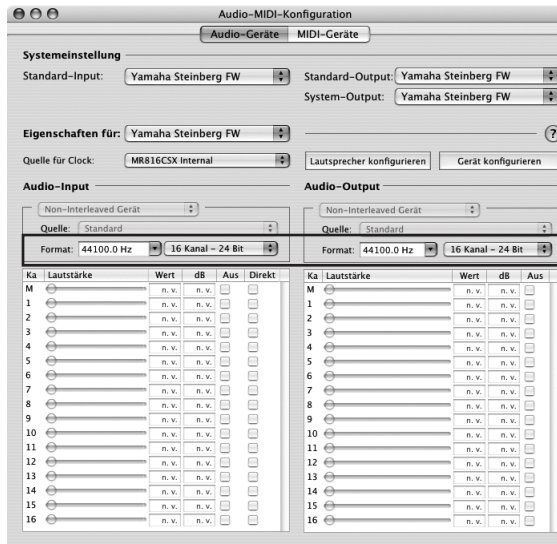 Audio-MIDI-Konfiguration
Audio-Geräte MIDI-Geräte
Systemeinstellung
Standard-Input: Yamaha Steinberg FW Standard-Output: Yamaha Steinberg FW
System-Output: Yamaha Steinberg FW
Eigenschaften für: Yamaha Steinberg FW ?
Quelle für Clock: MR816CSX Internal Lautsprecher konfigurieren Gerät konfigurieren
Audio-Input Audio-Output
Non-Interleaved Gerät Non-Interleaved Gerät
Quelle: Standard Quelle: Standard
Format: 44100.0 Hz 16 Kanal – 24 Bit Format: 44100.0 Hz 16 Kanal – 24 Bit
Ka Lautstärke Wert dB Aus Direkt Ka Lautstärke Wert dB Aus
M n. v. n. v. M n. v. n. v.
1 n. v. n. v. 1 n. v. n. v.
2 n. v. n. v. 2 n. v. n. v.
3 n. v. n. v. 3 n. v. n. v.
4 n. v. n. v. 4 n. v. n. v.
5 n. v. n. v. 5 n. v. n. v.
6 n. v. n. v. 6 n. v. n. v.
7 n. v. n. v. 7 n. v. n. v.
8 n. v. n. v. 8 n. v. n. v.
9 n. v. n. v. 9 n. v. n. v.
10 n. v. n. v. 10 n. v. n. v.
11 n. v. n. v. 11 n. v. n. v.
12 n. v. n. v. 12 n. v. n. v.
13 n. v. n. v. 13 n. v. n. v.
14 n. v. n. v. 14 n. v. n. v.
15 n. v. n. v. 15 n. v. n. v.
16 n. v. n. v. 16 n. v. n. v.